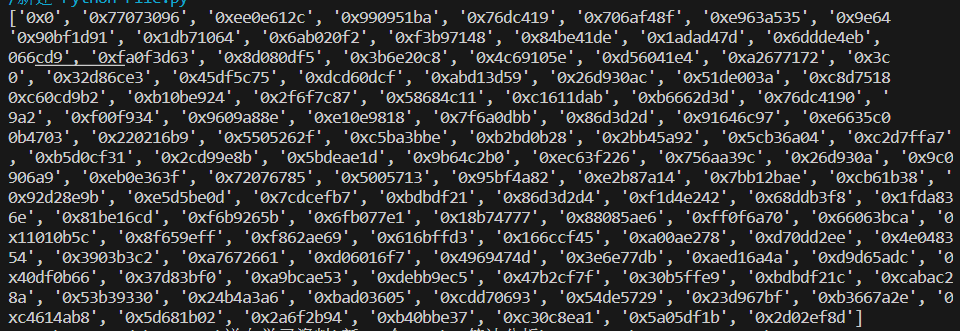 Python File.py
['0x0', '0x77073096', '0xee0e612c', '0x990951ba', '0x76dc419', '0x706af48f', '0xe963a535', '0x9e64
'0x90bf1d91', '0x1db71064', '0x6ab020f2', '0xf3b97148', '0x84be41de', '0x1adad47d', '0x6ddde4eb',
066cd9', '0xfa0f3d63', '0x8d080df5', '0x3b6e20c8', '0x4c69105e', '0xd56041e4', '0xa2677172', '0x3c
0', '0x32d86ce3', '0x45df5c75', '0xdcd60dcf', '0xabd13d59', '0x26d930ac', '0x51de003a', '0xc8d7518
0xc60cd9b2', '0xb10be924', '0x2f6f7c87', '0x58684c11', '0xc1611dab', '0xb6662d3d', '0x76dc4190', '
9a2', '0xf00f934', '0x9609a88e', '0xe10e9818', '0x7f6a0dbb', '0x86d3d2d', '0x91646c97', '0xe6635c0
0b4703', '0x220216b9', '0x5505262f', '0xc5ba3bbe', '0xb2bd0b28', '0x2bb45a92', '0x5cb36a04', '0xc2d7ffa7'
, '0xb5d0cf31', '0x2cd99e8b', '0x5bdeae1d', '0x9b64c2b0', '0xec63f226', '0x756aa39c', '0x26d930a', '0x9c0
906a9', '0xeb0e363f', '0x72076785', '0x5005713', '0x95bf4a82', '0xe2b87a14', '0x7bb12bae', '0xcb61b38', '
0x92d28e9b', '0xe5d5be0d', '0x7cdcefb7', '0xbdbdf21', '0x86d3d2d4', '0xf1d4e242', '0x68ddb3f8', '0x1fda83
6e', '0x81be16cd', '0xf6b9265b', '0x6fb077e1', '0x18b74777', '0x88085ae6', '0xff0f6a70', '0x66063bca', '0
x11010b5c', '0x8f659eff', '0xf862ae69', '0x616bffd3', '0x166ccf45', '0xa00ae278', '0xd70dd2ee', '0x4e0483
54', '0x3903b3c2', '0xa7672661', '0xd06016f7', '0x4969474d', '0x3e6e77db', '0xaed16a4a', '0xd9d65adc', '0
x40df0b66', '0x37d83bf0', '0xa9bcae53', '0xdebb9ec5', '0x47b2cf7f', '0x30b5ffe9', '0xbdbdf21c', '0xcabac2
8a', '0x53b39330', '0x24b4a3a6', '0xbad03605', '0xcdd70693', '0x54de5729', '0x23d967bf', '0xb3667a2e', '0
xc4614ab8', '0x5d681b02', '0x2a6f2b94', '0xb40bbe37', '0xc30c8ea1', '0x5a05df1b', '0x2d02ef8d']